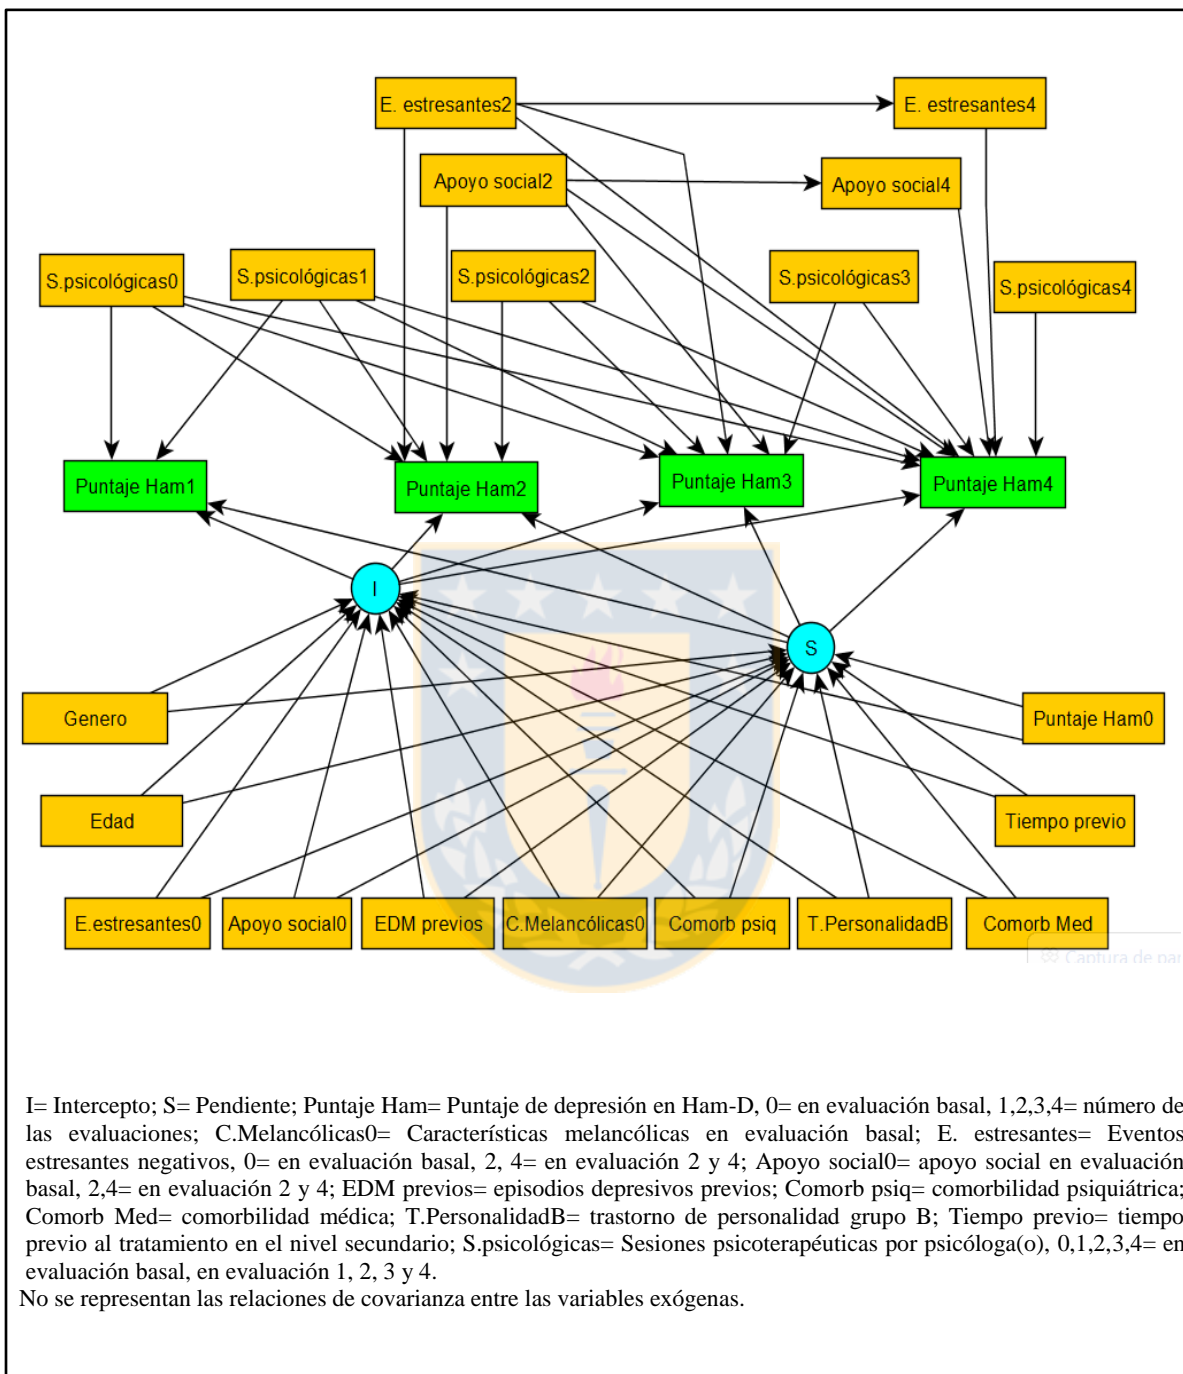 E. estresantes2
E. estresantes4
Apoyo social2
Apoyo social4
S.psicológicas0
S.psicológicas1
S.psicológicas2
S.psicológicas3
S.psicológicas4
Puntaje Ham1
Puntaje Ham2
Puntaje Ham3
Puntaje Ham4
I
S
Genero
Puntaje Ham0
Edad
Tiempo previo
E.estresantes0
Apoyo social0
EDM previos
C.Melancólicas0
Comorb psiq
T.PersonalidadB
Comorb Med
Captura de
I= Intercepto; S= Pendiente; Puntaje Ham= Puntaje de depresión en Ham-D, 0= en evaluación basal, 1,2,3,4= número de
las evaluaciones; C.Melancólicas0= Características melancólicas en evaluación basal; E. estresantes= Eventos
estresantes negativos, 0= en evaluación basal, 2, 4= en evaluación 2 y 4; Apoyo social0= apoyo social en evaluación
basal, 2,4= en evaluación 2 y 4; EDM previos= episodios depresivos previos; Comorb psiq= comorbilidad psiquiátrica;
Comorb Med= comorbilidad médica; T.PersonalidadB= trastorno de personalidad grupo B; Tiempo previo= tiempo
previo al tratamiento en el nivel secundario; S.psicológicas= Sesiones psicoterapéuticas por psicóloga(o), 0,1,2,3,4= en
evaluación basal, en evaluación 1, 2, 3 y 4.
No se representan las relaciones de covarianza entre las variables exógenas.